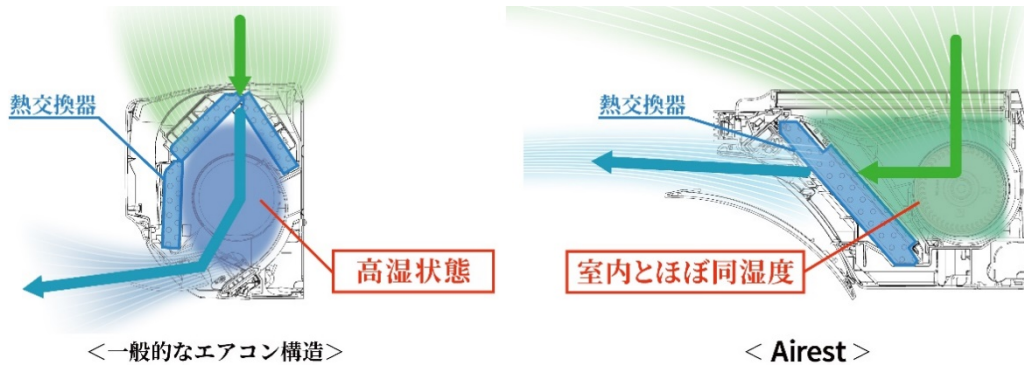 熱交換器
高湿状態
＜一般的なエアコン構造＞
熱交換器
室内とほぼ同湿度
＜ Airest ＞